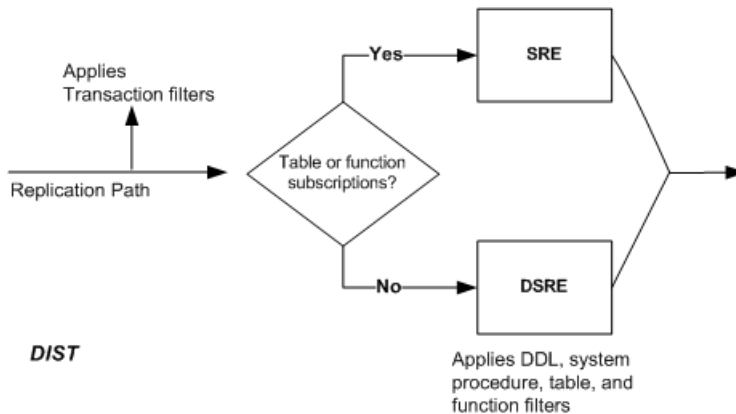 Applies
Transaction filters
Replication Path
Table or function
subscriptions?
Yes
SRE
No
DSRE
Applies DDL, system
procedure, table, and
function filters
DIST